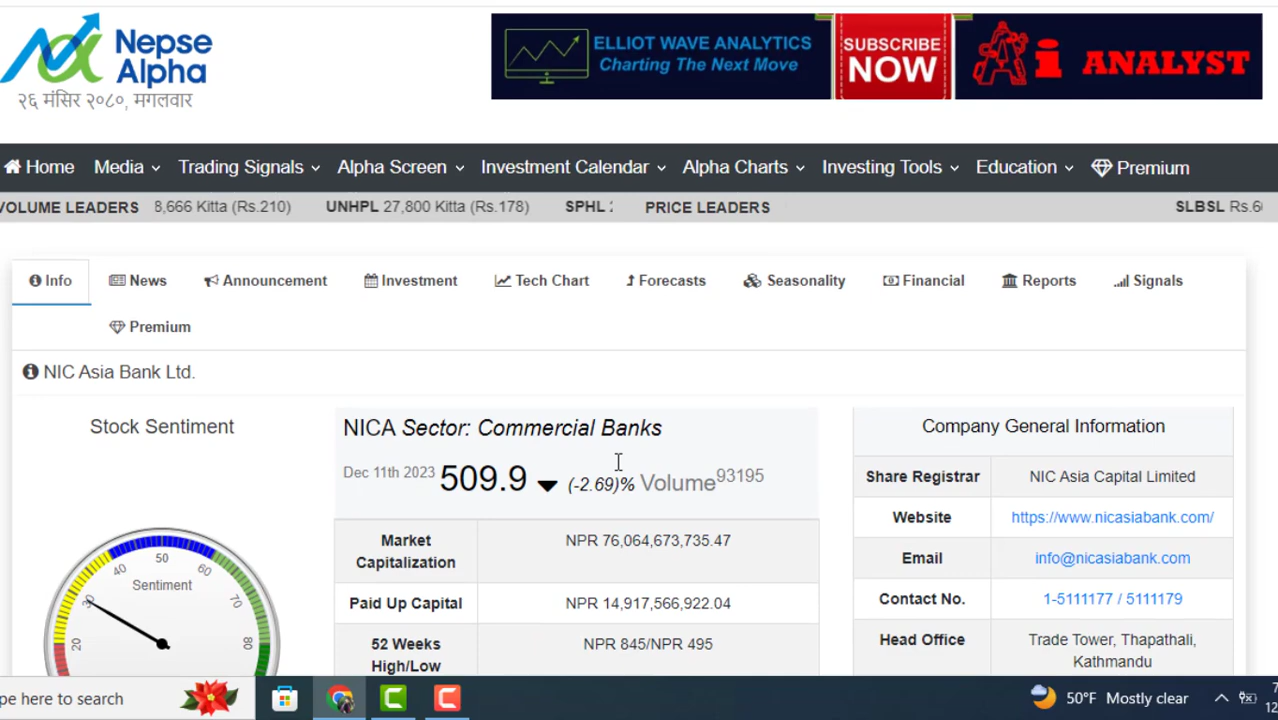 Nepse
Alpha
२६ मंसिर २०८०, मगलवार
ELLIOT WAVE ANALYTICS
Charting The Next Move
SUBSCRIBE
NOW
i ANALYST
Home Media Trading Signals Alpha Screen Investment Calendar Alpha Charts Investing Tools Education Premium
VOLUME LEADERS 8,666 Kitta (Rs.210) UNHPL 27,800 Kitta (Rs.178) SPHL PRICE LEADERS SLBSL
Info News Announcement Investment Tech Chart Forecasts Seasonality Financial Reports Signals
Premium
NIC Asia Bank Ltd.
Stock Sentiment
NICA Sector: Commercial Banks
Dec 11th 2023 509.9 (-2.69)% Volume 93195
Market
Capitalization
NPR 76,064,673,735.47
Paid Up Capital NPR 14,917,566,922.04
52 Weeks
High/Low
NPR 845/NPR 495
Company General Information
Share Registrar NIC Asia Capital Limited
Website https://www.nicasiabank.com/
Email info@nicasiabank.com
Contact No. 1-5111177 / 5111179
Head Office Trade Tower, Thapathali,
Kathmandu
20 30 40 50 60 70 80
Sentiment
pe here to search
50°F Mostly clear